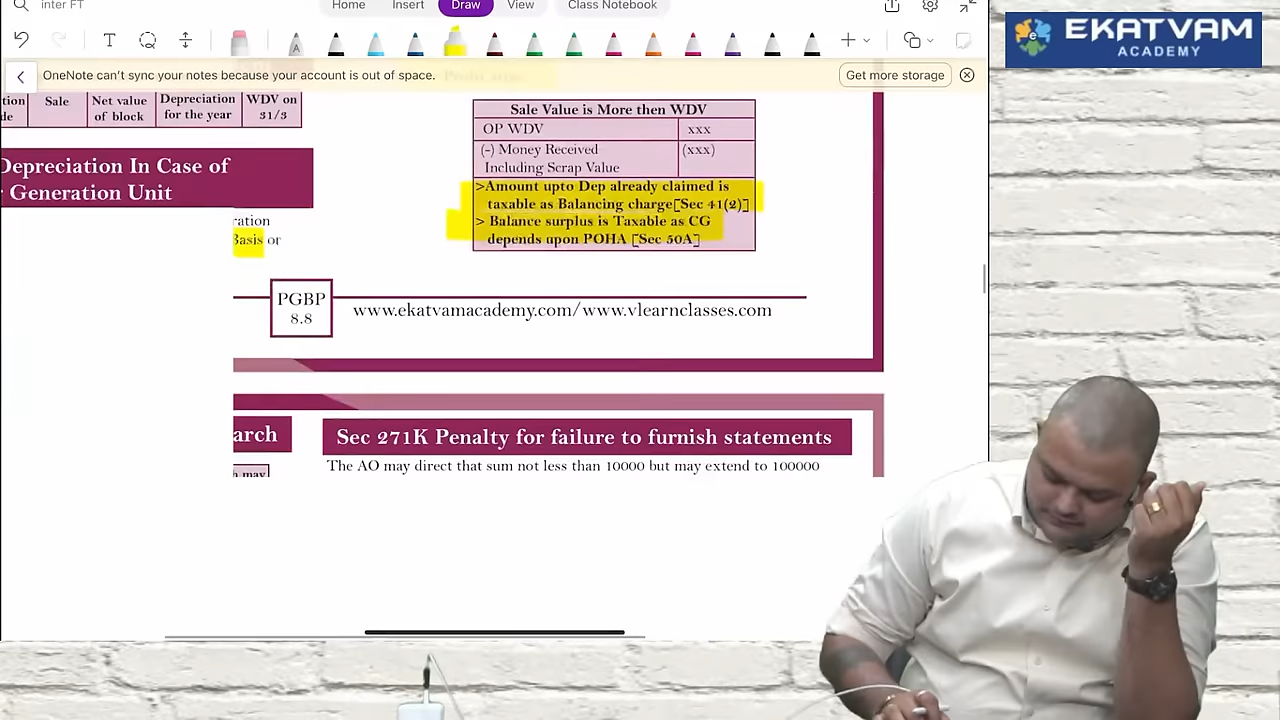 inter FT
Home Insert Draw View Class Notebook
T
A
OneNote can't sync your notes because your account is out of space.
Get more storage
Sale
Net value
of block
Depreciation
for the year
WDV on
31/3
Depreciation In Case of
Generation Unit
ration
Basis or
Sale Value is More then WDV
OP WDV xxx
(-) Money Received (xxx)
Including Scrap Value
>Amount upto Dep already claimed is
taxable as Balancing charge[Sec 41(2)]
> Balance surplus is Taxable as CG
depends upon POHA [Sec 50A]
PGBP
8.8
www.ekatvamacademy.com/www.vlearnclasses.com
arch
Sec 271K Penalty for failure to furnish statements
The AO may direct that sum not less than 10000 but may extend to 100000
EKATVAM
ACADEMY